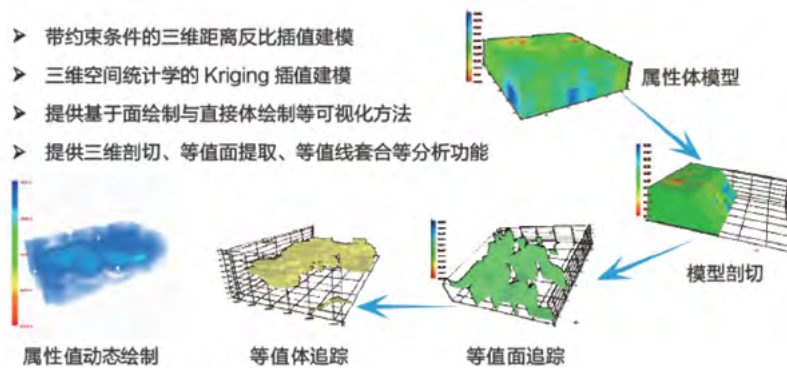 带约束条件的三维距离反比插值建模
三维空间统计学的 Kriging 插值建模
提供基于面绘制与直接体绘制等可视化方法
提供三维剖切、等值面提取、等值线套合等分析功能
属性体模型
模型剖切
属性值动态绘制
等值体追踪
等值面追踪